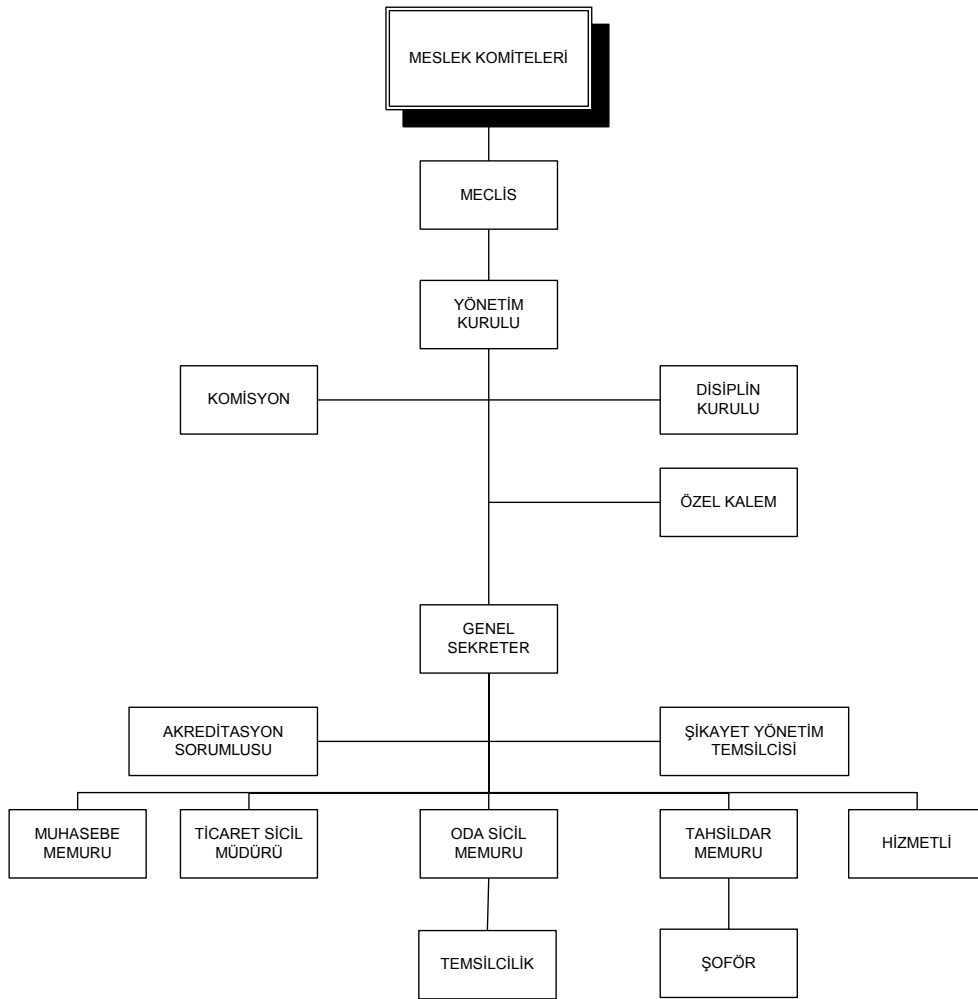 MESLEK KOMİTELERİ
MECLİS
YÖNETİM
KURULU
KOMİSYON
DİSİPLİN
KURULU
ÖZEL KALEM
GENEL
SEKRETER
AKREDİTASYON
SORUMLUSU
ŞİKAYET YÖNETİM
TEMSİLCİSİ
MUHASEBE
MEMURU
TİCARET SİCİL
MÜDÜRÜ
ODA SİCİL
MEMURU
TAHSİLDAR
MEMURU
HİZMETLİ
TEMSİLCİLİK
ŞOFÖR